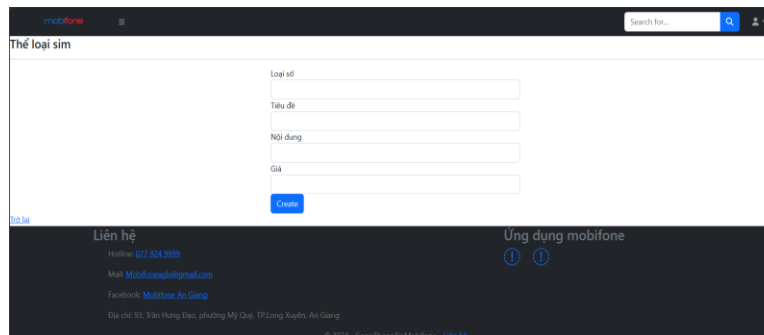 mobifone
Search for...
Thể loại sim
Loại số
Tiêu đề
Nội dung
Giá
Create
Trở lại
Liên hệ
Ứng dụng mobifone
Hotline: 077 924 9999
Mail: Mobifoneagis@gmail.com
Facebook: Mobifone An Giang
Địa chỉ: 93, Trần Hưng Đạo, phường Mỹ Quý, TP.Long Xuyên, An Giang